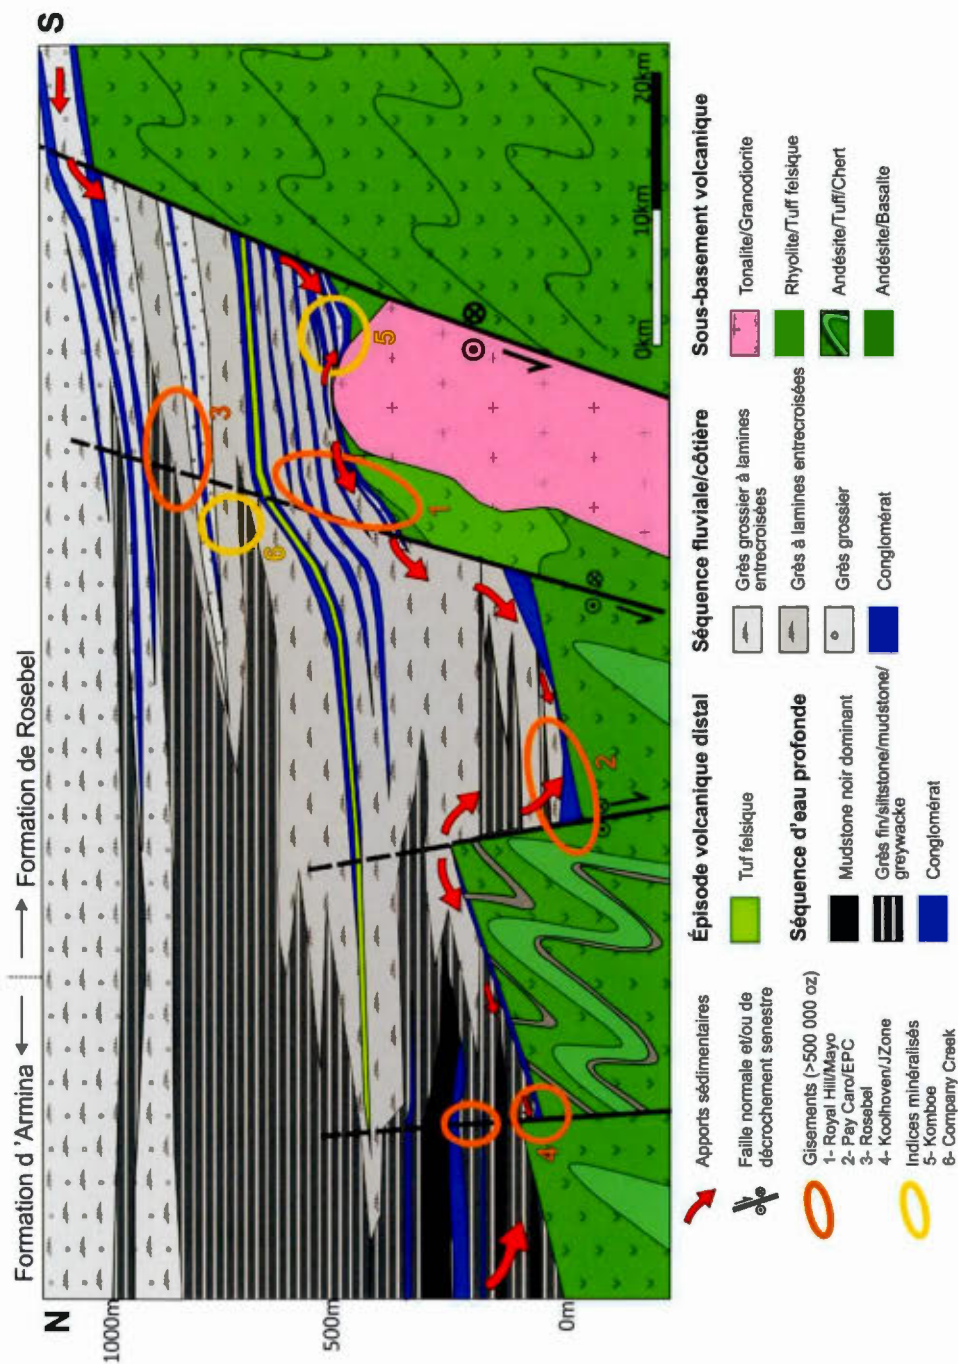 Formation d 'Armina
Formation de Rosebel
N
S
1000m
500m
0m
3
6
5
1
2
4
0km
10km
20km
Apports sédimentaires
Faille normale et/ou de
décrochement senestre
Gisements (>500 000 oz)
1- Royal Hill/Mayo
2- Pay Caro/EPC
3- Rosebel
4- Koolhoven/JZone
Indices minéralisés
5- Komboe
6- Company Creek
Épisode volcanique distal
Tuf felsique
Séquence d'eau profonde
Mudstone noir dominant
Grès fin/siltstone/mudstone/
greywacke
Conglomérat
Séquence fluviale/côtière
Grès grossier à lamines
entrecroisées
Grès à lamines entrecroisées
Grès grossier
Conglomérat
Sous-basement volcanique
Tonalite/Granodiorite
Rhyolite/Tuff felsique
Andésite/Tuff/Chert
Andésite/Basalte